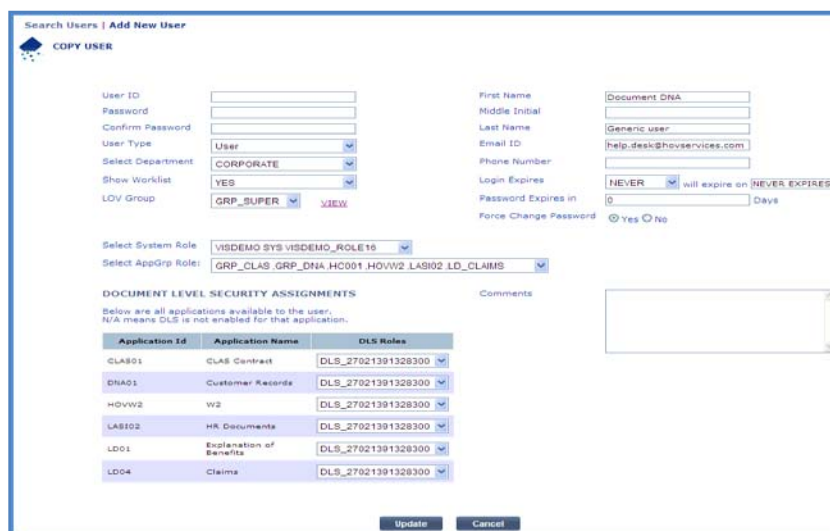 Search Users | Add New User
COPY USER
User ID
Password
Confirm Password
User Type User
Select Department CORPORATE
Show Worklist YES
LOV Group GRP_SUPER VIEW
First Name Document DNA
Middle Initial
Last Name Generic user
Email ID help.desk@hovservices.com
Phone Number
Login Expires NEVER will expire on NEVER EXPIRES
Password Expires in 0 Days
Force Change Password Yes No
Select System Role VISDEMO SYS VISDEMO_ROLE16
Select AppGrp Role: GRP_CLAS ,GRP_DNA ,HC001 ,HOVW2 ,LASI02 ,LD_CLAIMS
DOCUMENT LEVEL SECURITY ASSIGNMENTS
Below are all applications available to the user.
N/A means DLS is not enabled for that application.
Comments
Application Id Application Name DLS Roles
CLAS01 CLAS Contract DLS_27021391328300
DNA01 Customer Records DLS_27021391328300
HOVW2 W2 DLS_27021391328300
LASI02 HR Documents DLS_27021391328300
LD01 Explanation of Benefits DLS_27021391328300
LD04 Claims DLS_27021391328300
Update Cancel